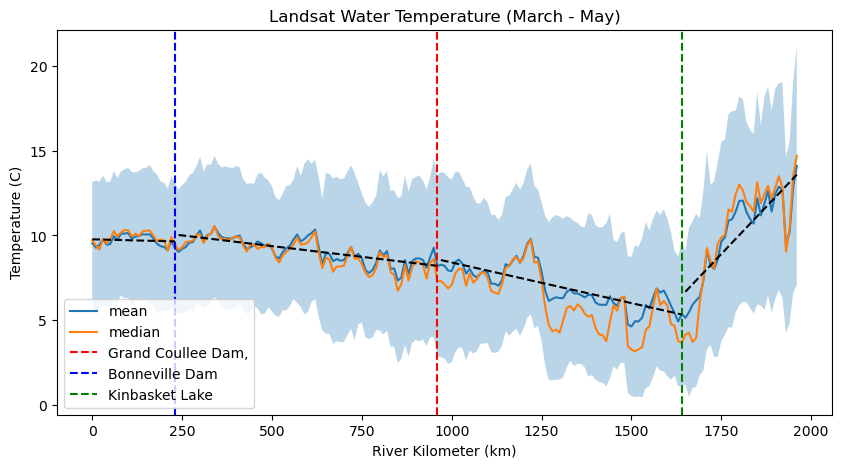 Landsat Water Temperature (March - May)
Temperature (C)
20
15
10
5
0
mean
median
Grand Coullee Dam,
Bonneville Dam
Kinbasket Lake
0 250 500 750 1000 1250 1500 1750 2000
River Kilometer (km)